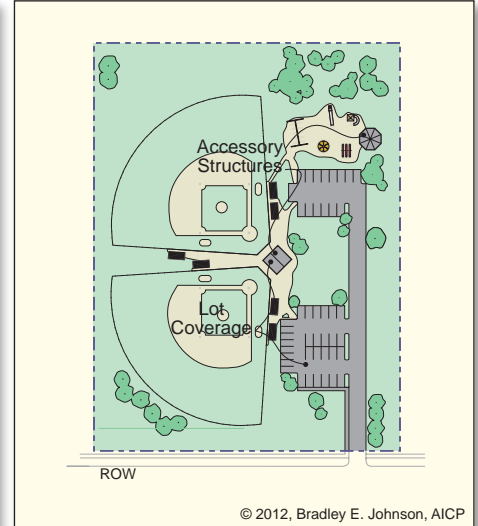 Accessory
Structures
Lot
Coverage
ROW
© 2012, Bradley E. Johnson, AICP